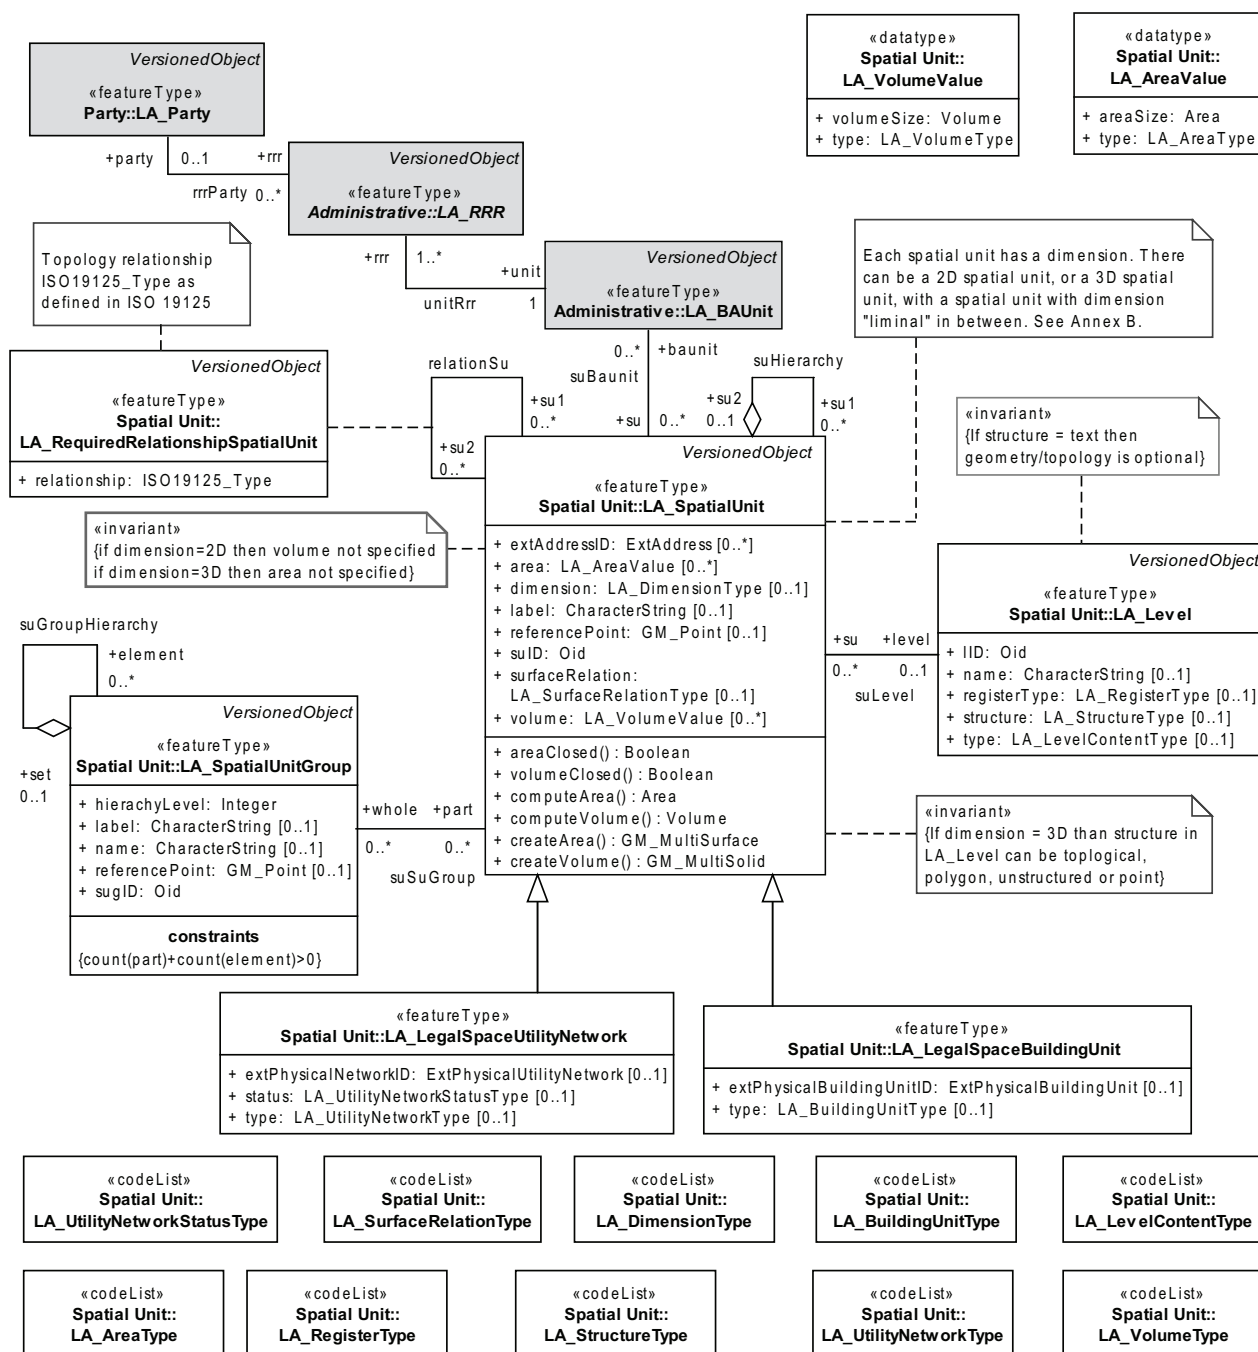 VersionedObject
«featureType»
Party::LA_Party
+party
0..1
+rrr
rrrParty
0..*
VersionedObject
«featureType»
Administrative::LA_RRR
+rrr
1..*
+unit
unitRrr
1
VersionedObject
«featureType»
Administrative::LA_BAUnit
«datatype»
Spatial Unit::
LA_VolumeValue
+ volumeSize: Volume
+ type: LA_VolumeType
«datatype»
Spatial Unit::
LA_AreaValue
+ areaSize: Area
+ type: LA_AreaType
Topology relationship
ISO19125_Type as
defined in ISO 19125
Each spatial unit has a dimension. There
can be a 2D spatial unit, or a 3D spatial
unit, with a spatial unit with dimension
"liminal" in between. See Annex B.
VersionedObject
«featureType»
Spatial Unit::
LA_RequiredRelationshipSpatialUnit
+ relationship: ISO19125_Type
relationSu
+su1
0..*
+su2
0..*
0..*
+baunit
suBaunit
+su
0..*
suHierarchy
+su2
0..1
+su1
0..*
«invariant»
{If structure = text then
geometry/topology is optional}
«invariant»
{if dimension=2D then volume not specified
if dimension=3D then area not specified}
VersionedObject
«featureType»
Spatial Unit::LA_SpatialUnit
+ extAddressID: ExtAddress [0..*]
+ area: LA_AreaValue [0..*]
+ dimension: LA_DimensionType [0..1]
+ label: CharacterString [0..1]
+ referencePoint: GM_Point [0..1]
+ suID: Oid
+ surfaceRelation:
LA_SurfaceRelationType [0..1]
+ volume: LA_VolumeValue [0..*]
+ areaClosed() : Boolean
+ volumeClosed() : Boolean
+ computeArea() : Area
+ computeVolume() : Volume
+ createArea() : GM_MultiSurface
+ createVolume() : GM_MultiSolid
+su
+level
0..*
0..1
suLevel
VersionedObject
«featureType»
Spatial Unit::LA_Level
+ lID: Oid
+ name: CharacterString [0..1]
+ registerType: LA_RegisterType [0..1]
+ structure: LA_StructureType [0..1]
+ type: LA_LevelContentType [0..1]
suGroupHierarchy
+element
0..*
+set
0..1
VersionedObject
«featureType»
Spatial Unit::LA_SpatialUnitGroup
+ hierachyLevel: Integer
+ label: CharacterString [0..1]
+ name: CharacterString [0..1]
+ referencePoint: GM_Point [0..1]
+ sugID: Oid
constraints
{count(part)+count(element)>0}
+whole
+part
0..*
0..*
suSuGroup
«invariant»
{If dimension = 3D than structure in
LA_Level can be toplogical,
polygon, unstructured or point}
«featureType»
Spatial Unit::LA_LegalSpaceUtilityNetwork
+ extPhysicalNetworkID: ExtPhysicalUtilityNetwork [0..1]
+ status: LA_UtilityNetworkStatusType [0..1]
+ type: LA_UtilityNetworkType [0..1]
«featureType»
Spatial Unit::LA_LegalSpaceBuildingUnit
+ extPhysicalBuildingUnitID: ExtPhysicalBuildingUnit [0..1]
+ type: LA_BuildingUnitType [0..1]
«codeList»
Spatial Unit::
LA_UtilityNetworkStatusType
«codeList»
Spatial Unit::
LA_SurfaceRelationType
«codeList»
Spatial Unit::
LA_DimensionType
«codeList»
Spatial Unit::
LA_BuildingUnitType
«codeList»
Spatial Unit::
LA_LevelContentType
«codeList»
Spatial Unit::
LA_AreaType
«codeList»
Spatial Unit::
LA_RegisterType
«codeList»
Spatial Unit::
LA_StructureType
«codeList»
Spatial Unit::
LA_UtilityNetworkType
«codeList»
Spatial Unit::
LA_VolumeType